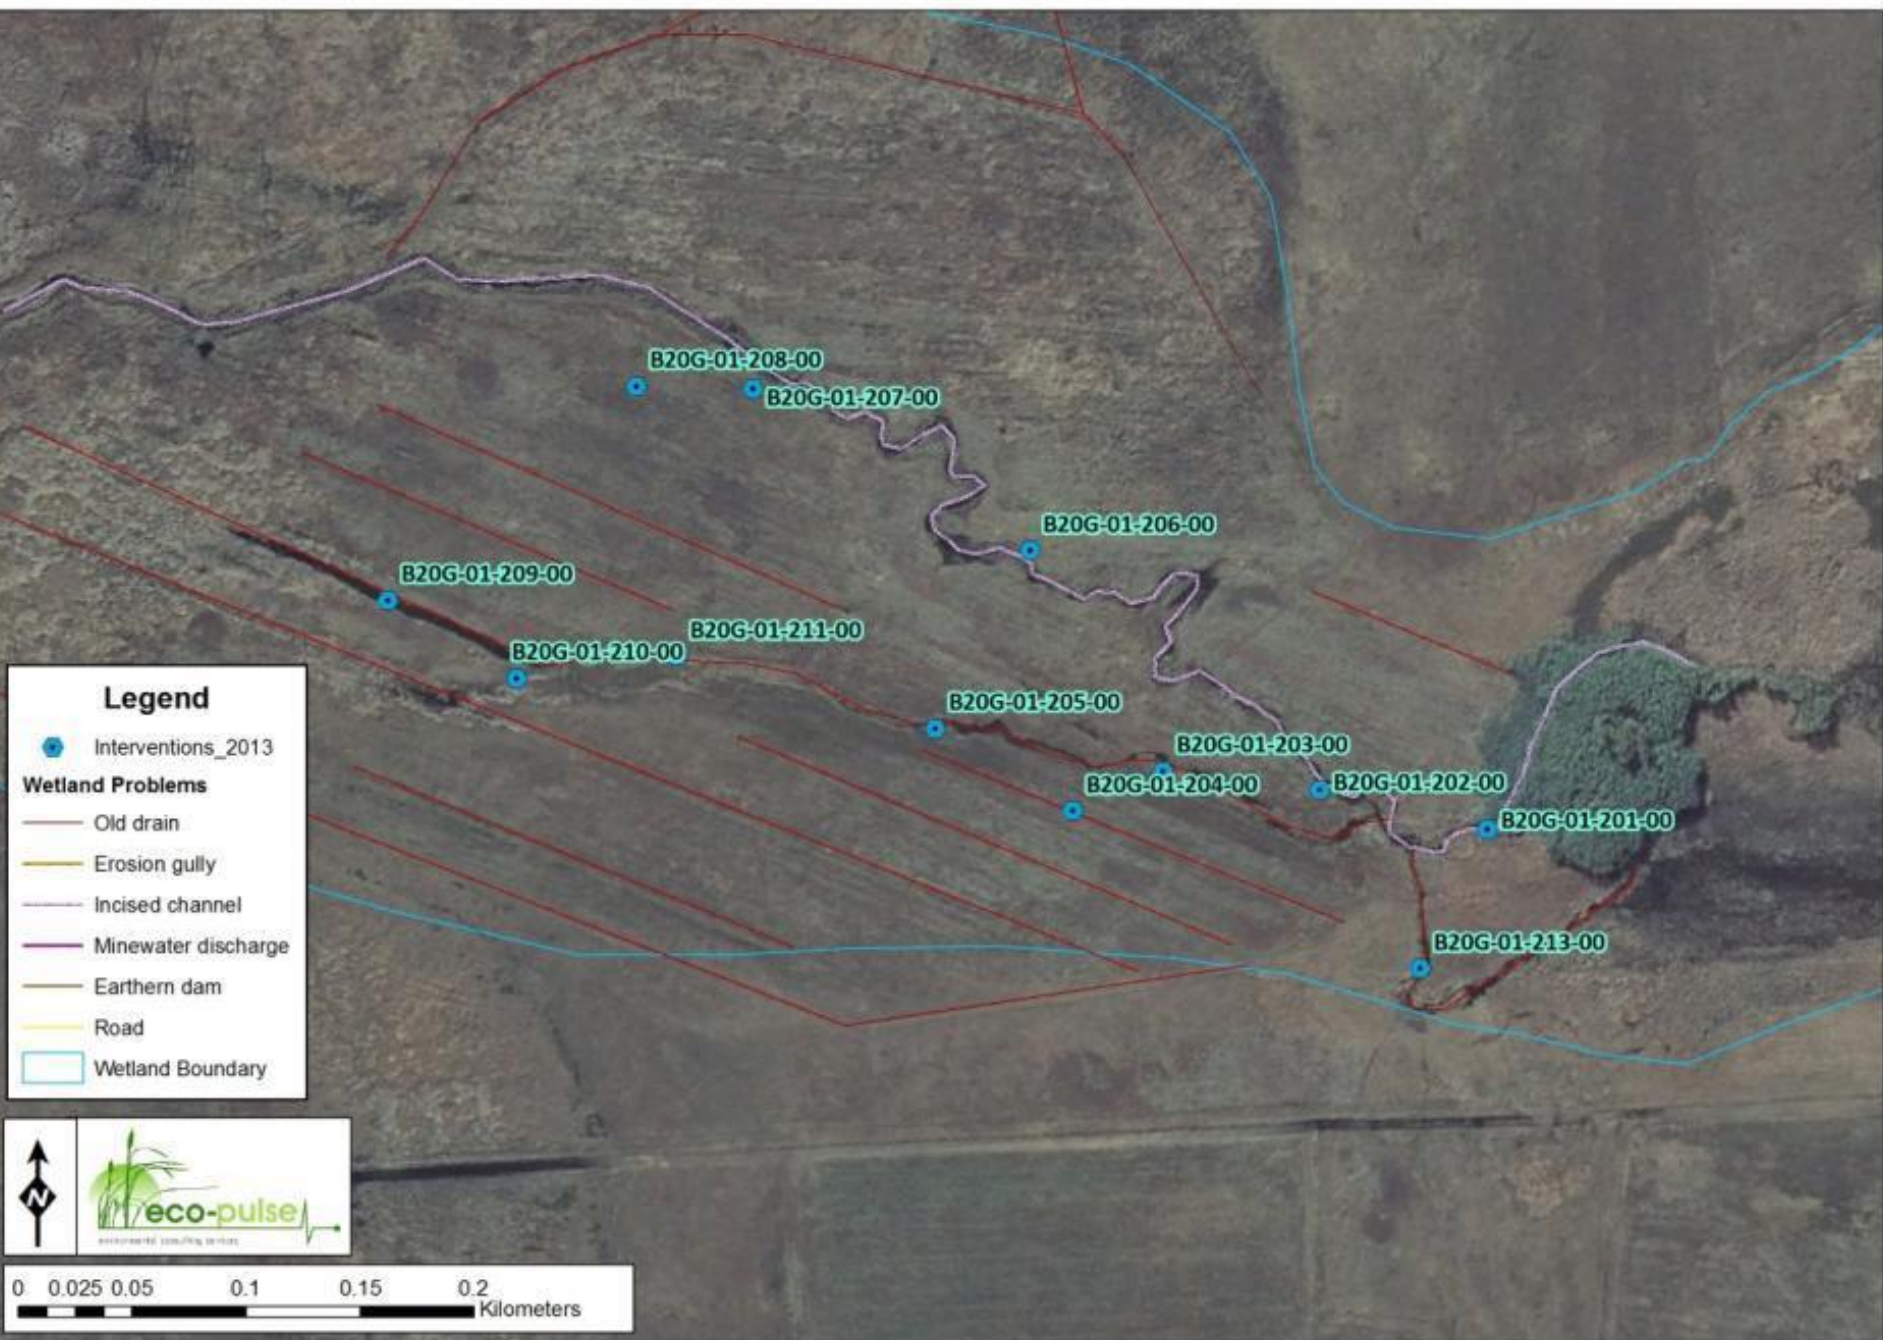 B20G-01-208-00
B20G-01-207-00
B20G-01-206-00
B20G-01-209-00
B20G-01-211-00
B20G-01-210-00
B20G-01-205-00
B20G-01-203-00
B20G-01-204-00
B20G-01-202-00
B20G-01-201-00
B20G-01-213-00
Legend
Interventions_2013
Wetland Problems
Old drain
Erosion gully
Incised channel
Minewater discharge
Earthern dam
Road
Wetland Boundary
N
eco-pulse
environmental consulting services
0 0.025 0.05 0.1 0.15 0.2
Kilometers